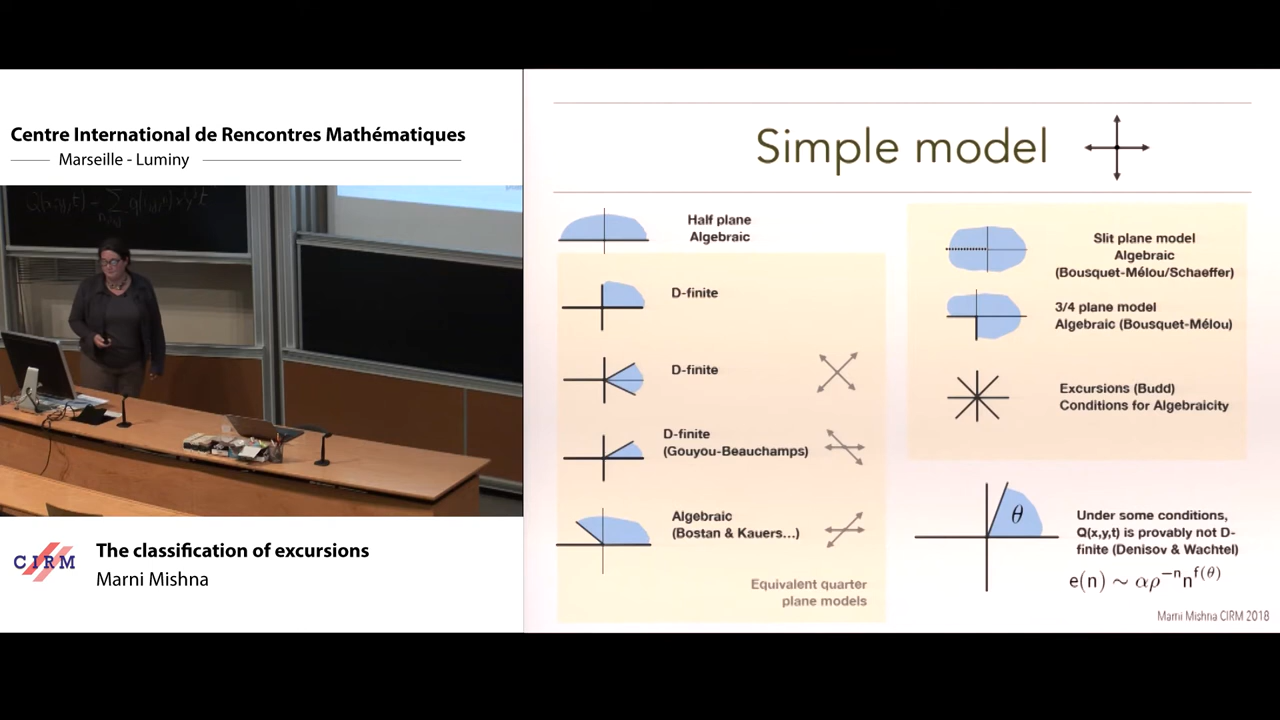 Centre International de Rencontres Mathématiques
Marseille - Luminy
Q(x,y,t) = 
CIRM
The classification of excursions
Marni Mishna
Simple model
Half plane
Algebraic
D-finite
D-finite
D-finite
(Gouyou-Beauchamps)
Algebraic
(Bostan & Kauers...)
Equivalent quarter
plane models
Slit plane model
Algebraic
(Bousquet-Mélou/Schaeffer)
3/4 plane model
Algebraic (Bousquet-Mélou)
Excursions (Budd)
Conditions for Algebraicity
θ
Under some conditions,
Q(x,y,t) is provably not D-
finite (Denisov & Wachtel)
e(n) ~ αρ⁻ⁿn^f(θ)
Marni Mishna CIRM 2018